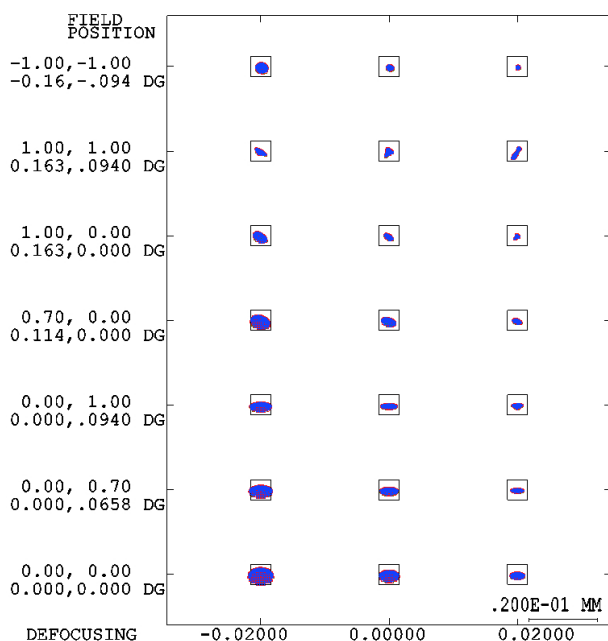 FIELD
POSITION
-1.00,-1.00
-0.16,-.094 DG
1.00, 1.00
0.163,.0940 DG
1.00, 0.00
0.163,0.000 DG
0.70, 0.00
0.114,0.000 DG
0.00, 1.00
0.000,.0940 DG
0.00, 0.70
0.000,.0658 DG
0.00, 0.00
0.000,0.000 DG
.200E-01 MM
DEFOCUSING -0.02000 0.00000 0.02000